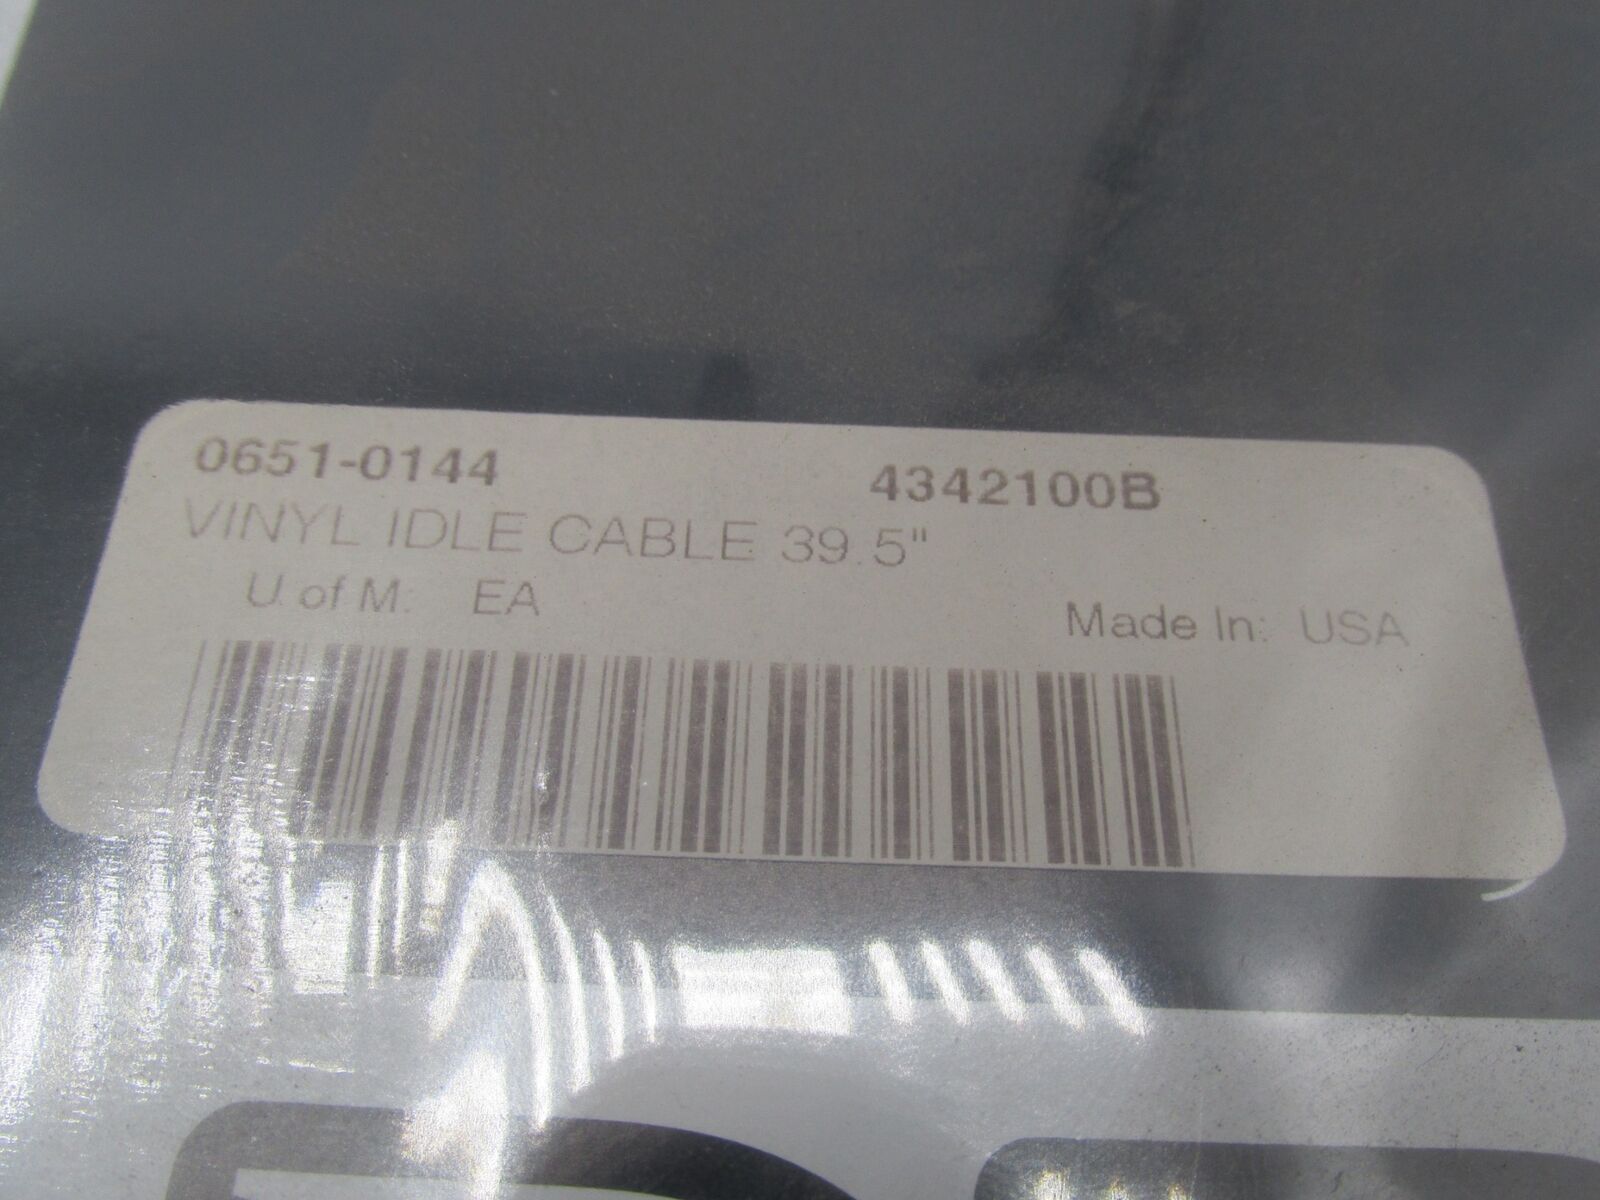 0651-0144 4342100B
VINYL IDLE CABLE 39.5"
U. of M: EA Made In: USA